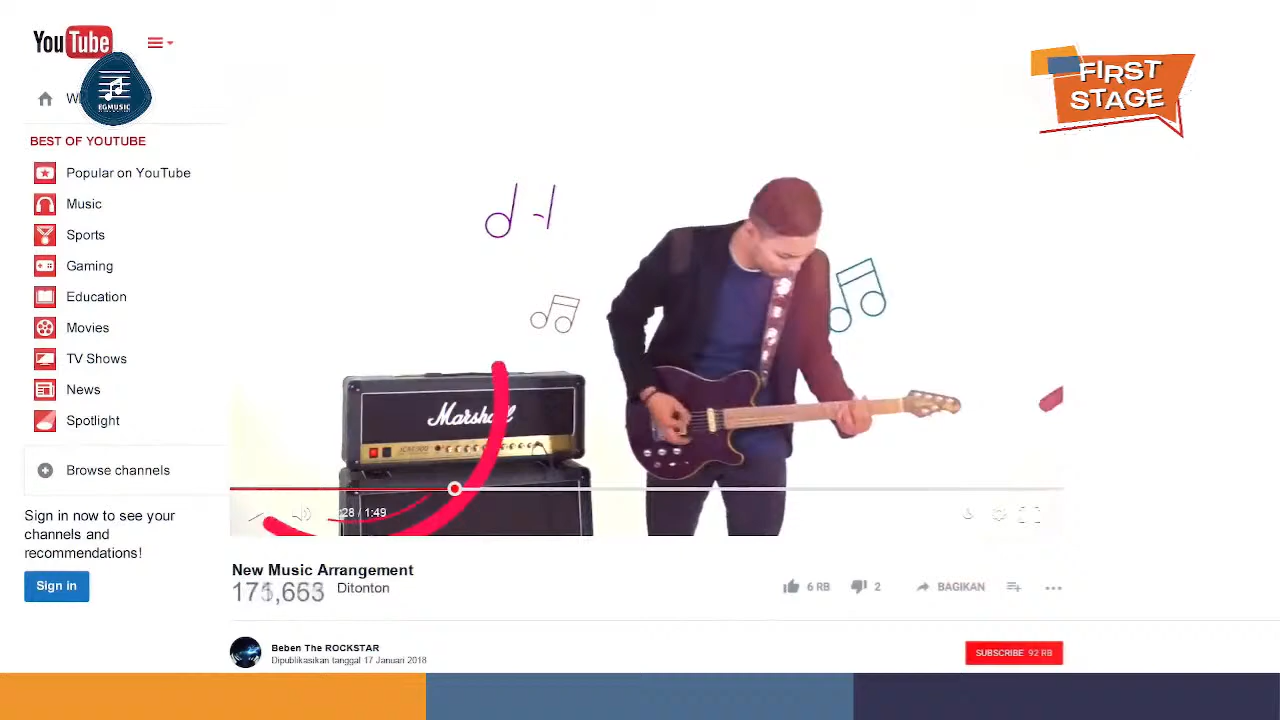 YouTube
EGMUSIC
FIRST
STAGE
BEST OF YOUTUBE
Popular on YouTube
Music
Sports
Gaming
Education
Movies
TV Shows
News
Spotlight
Browse channels
Sign in now to see your
channels and
recommendations!
Sign in
Marshall
:28 / 1:49
New Music Arrangement
Ditonton
6 RB
2
BAGIKAN
Beben The ROCKSTAR
Dipublikasikan tanggal 17 Januari 2018
SUBSCRIBE 92 RB